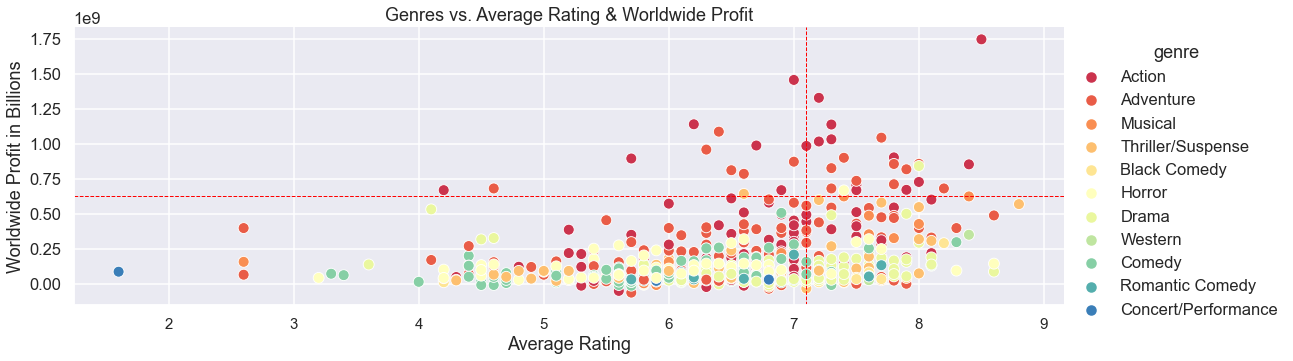 Genres vs. Average Rating & Worldwide Profit
1e9
1.75
1.50
1.25
1.00
0.75
0.50
0.25
0.00
Worldwide Profit in Billions
2 3 4 5 6 7 8 9
Average Rating
genre
Action
Adventure
Musical
Thriller/Suspense
Black Comedy
Horror
Drama
Western
Comedy
Romantic Comedy
Concert/Performance